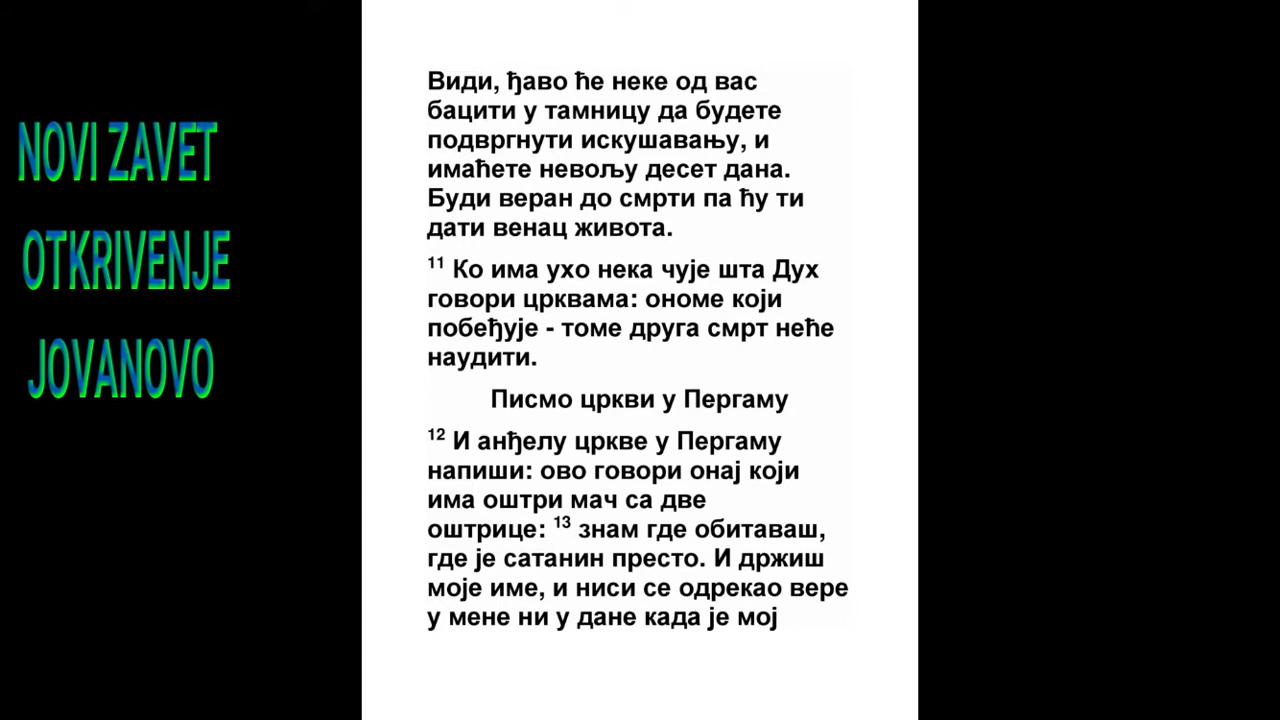 NOVI ZAVET
OTKRIVENJE
JOVANOVO
Види, ђаво ће неке од вас
бацити у тамницу да будете
подвргнути искушавању, и
имаћете невољу десет дана.
Буди веран до смрти па ћу ти
дати венац живота.
11 Ко има ухо нека чује шта Дух
говори црквама: ономе који
побеђује - томе друга смрт неће
наудити.
Писмо цркви у Пергаму
12 И анђелу цркве у Пергаму
напиши: ово говори онај који
има оштри мач са две
оштрице: 13 знам где обитаваш,
где је сатанин престо. И држиш
моје име, и ниси се одрекао вере
у мене ни у дане када је мој